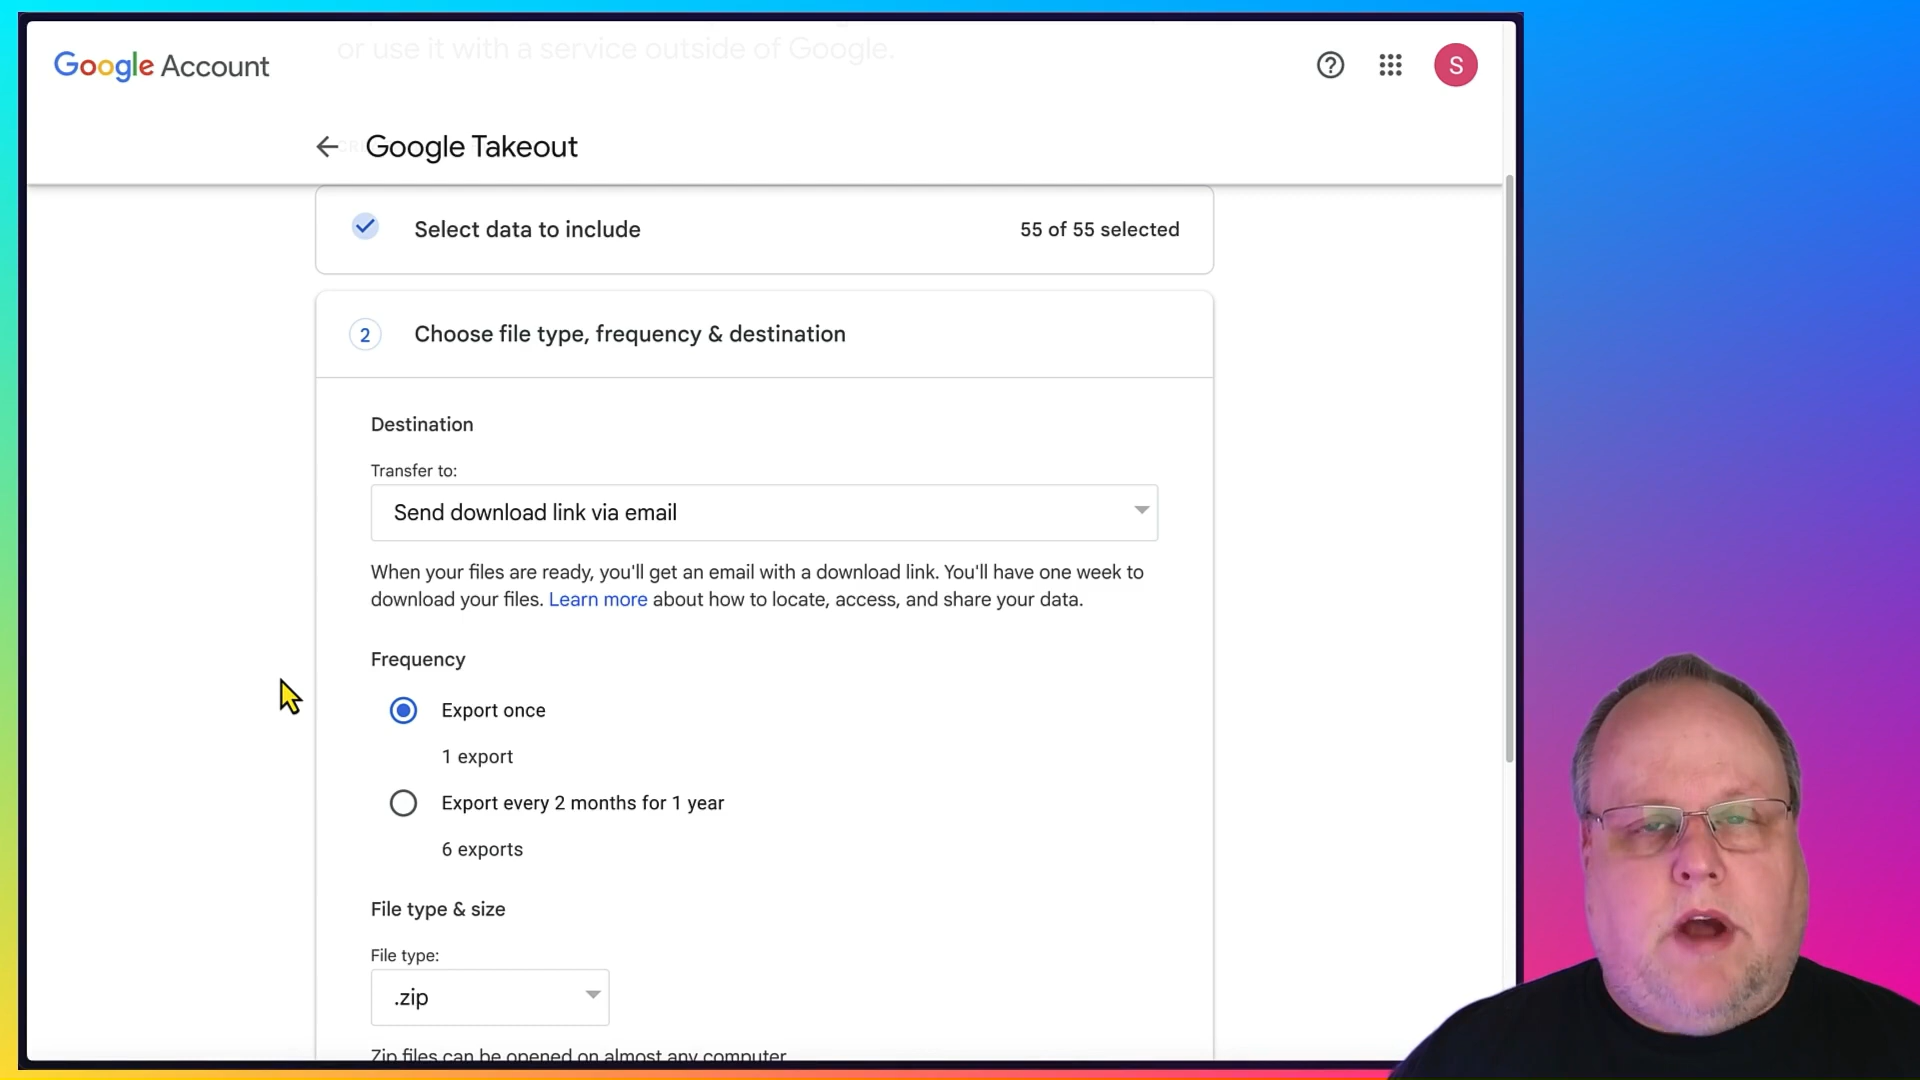 or use it with a service outside of Google.
Google Account
S
Google Takeout
Select data to include
55 of 55 selected
2
Choose file type, frequency & destination
Destination
Transfer to:
Send download link via email
When your files are ready, you'll get an email with a download link. You'll have one week to
download your files. Learn more about how to locate, access, and share your data.
Frequency
Export once
1 export
Export every 2 months for 1 year
6 exports
File type & size
File type:
.zip
Zip files can be opened on almost any computer